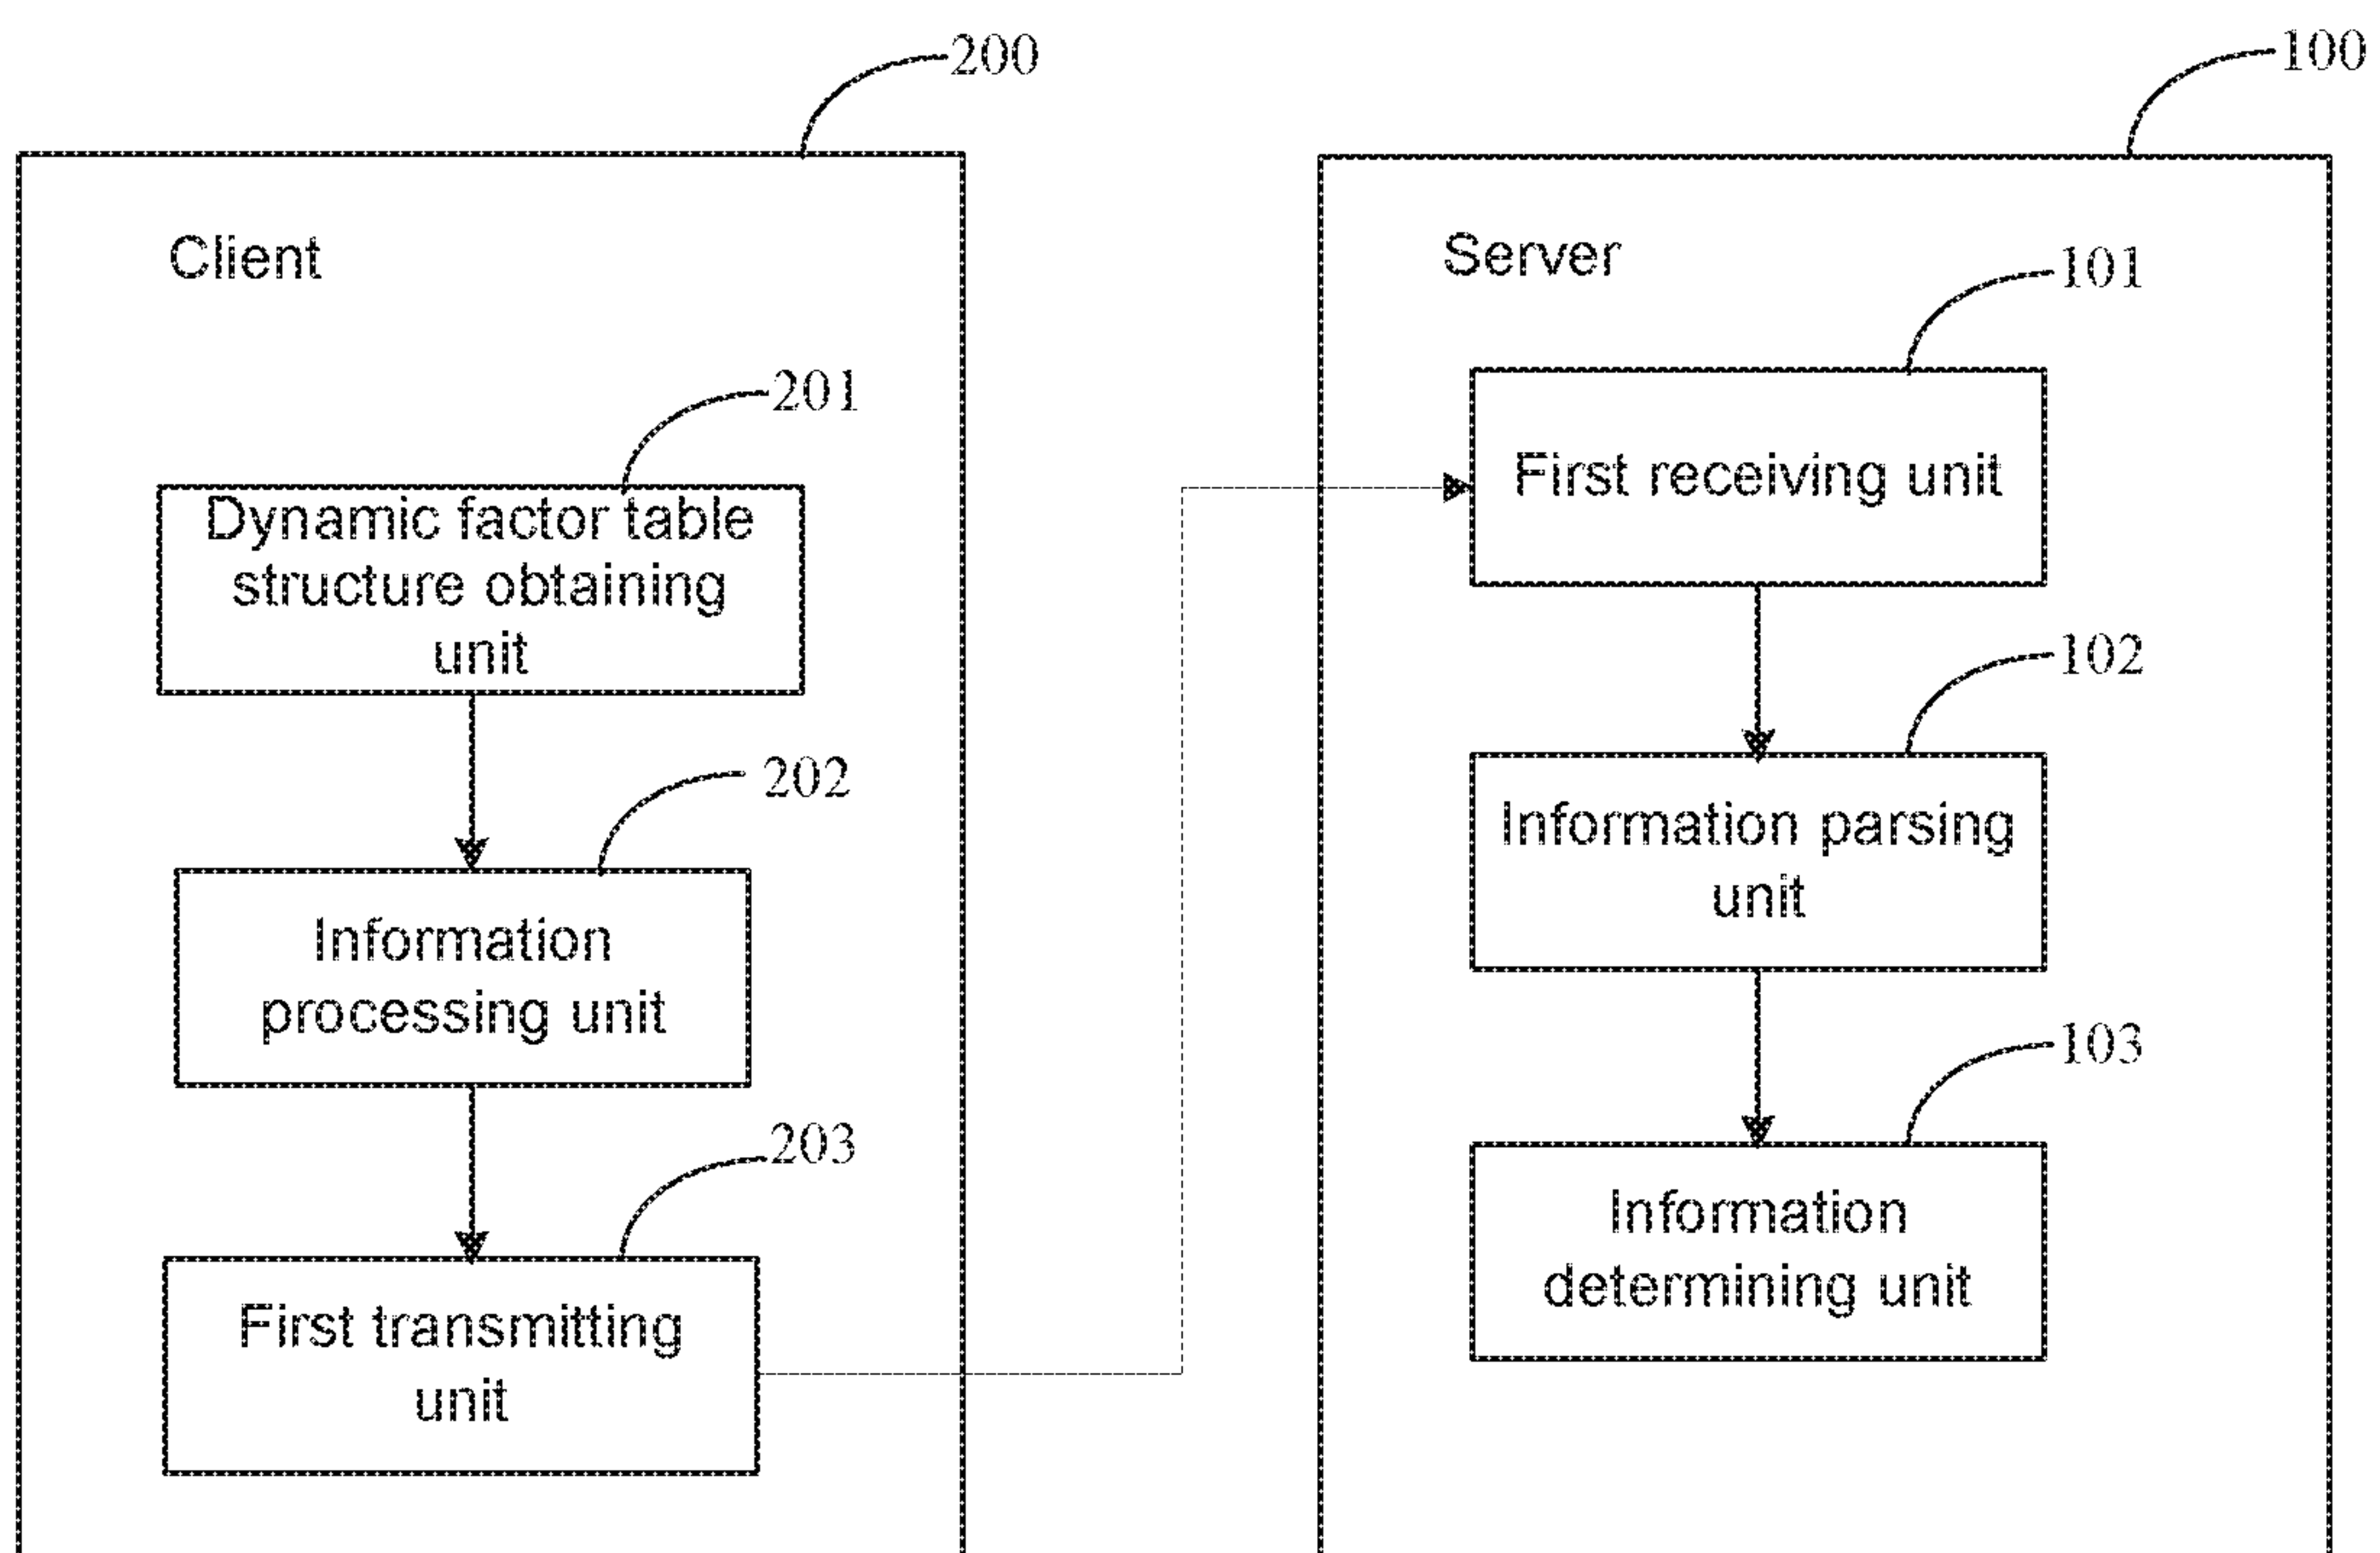 200
Client
201
Dynamic factor table
structure obtaining
unit
202
Information
processing unit
203
First transmitting
unit
100
Server
101
First receiving unit
102
Information parsing
unit
103
Information
determining unit